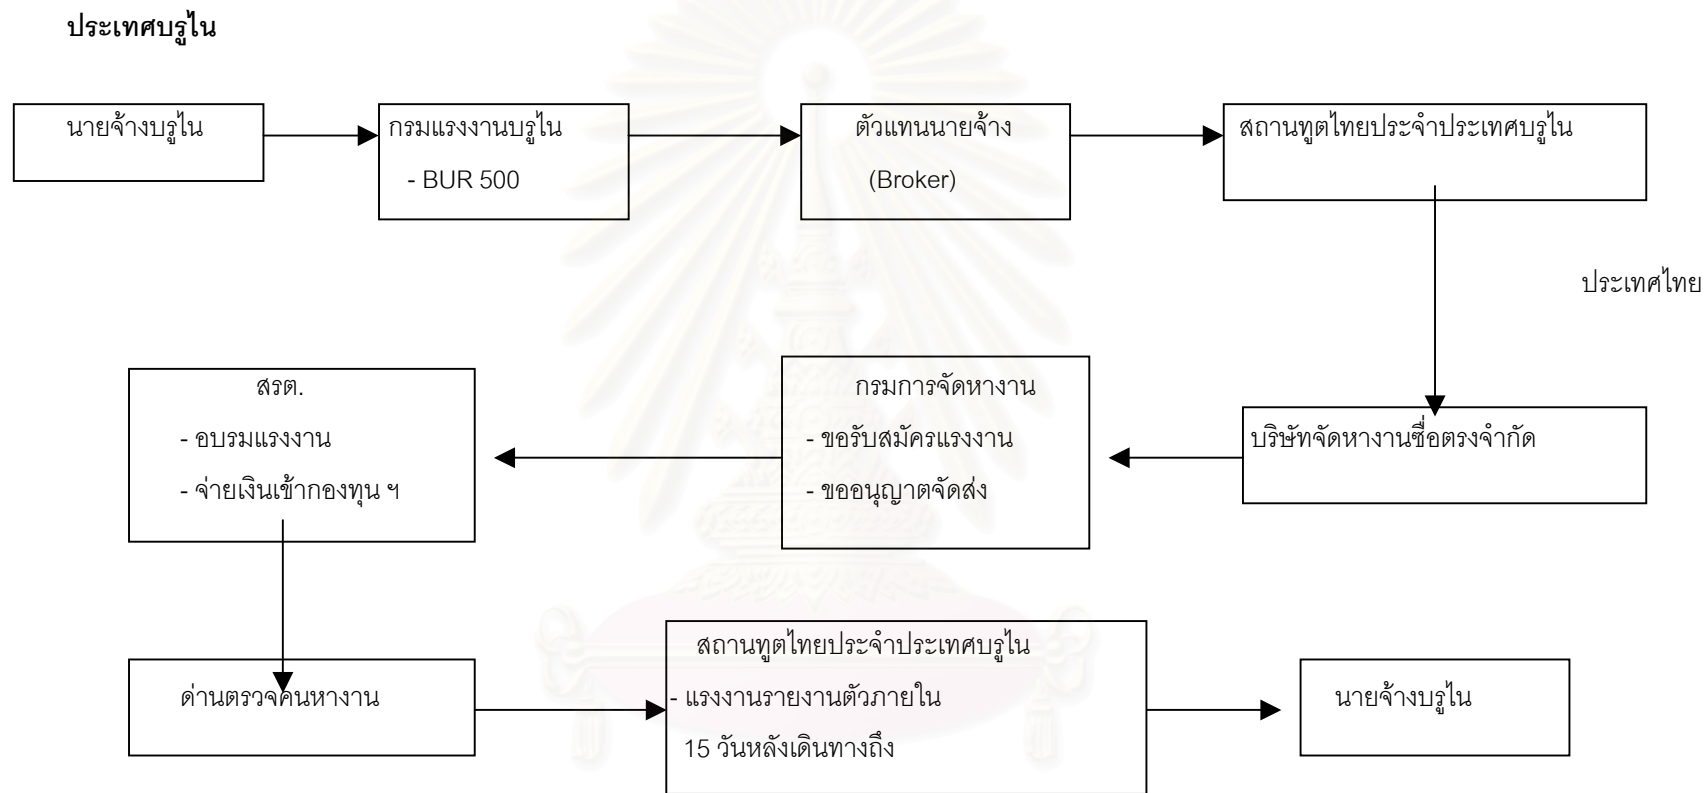 ประเทศบรูไน
นายจ้างบรูไน
กรมแรงงานบรูไน
- BUR 500
ตัวแทนนายจ้าง
(Broker)
สถานทูตไทยประจำประเทศบรูไน
ประเทศไทย
บริษัทจัดหางานซื่อตรงจำกัด
กรมการจัดหางาน
- ขอรับสมัครแรงงาน
- ขออนุญาตจัดส่ง
สรต.
- อบรมแรงงาน
- จ่ายเงินเข้ากองทุน ฯ
ด่านตรวจคนหางาน
สถานทูตไทยประจำประเทศบรูไน
- แรงงานรายงานตัวภายใน
15 วันหลังเดินทางถึง
นายจ้างบรูไน